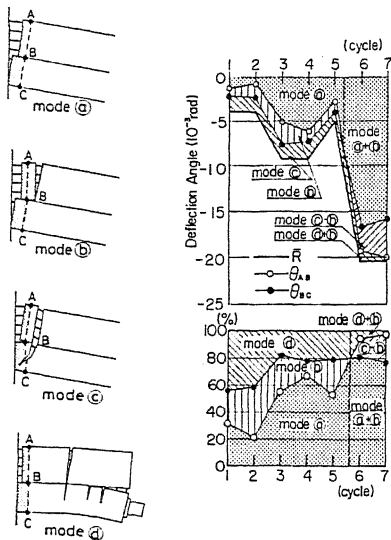 A
B
C
mode ⓐ
A
B
C
mode ⓑ
A
B
C
mode ⓒ
A
B
C
mode ⓓ
(cycle)
1 2 3 4 5 6 7
Deflection Angle (10⁻³rad)
0
-5
-10
-15
-20
-25
mode ⓓ
mode ⓒ
mode ⓑ
mode ⓐ+ⓑ
mode ⓒ-ⓑ
mode ⓐ+ⓑ
R̄
θAB
θBC
(%)
100
80
60
40
20
0
mode ⓓ+ⓑ
mode ⓓ
mode ⓑ
ⓒ-ⓑ
mode ⓐ
mode ⓐ+ⓑ
1 2 3 4 5 6 7
(cycle)